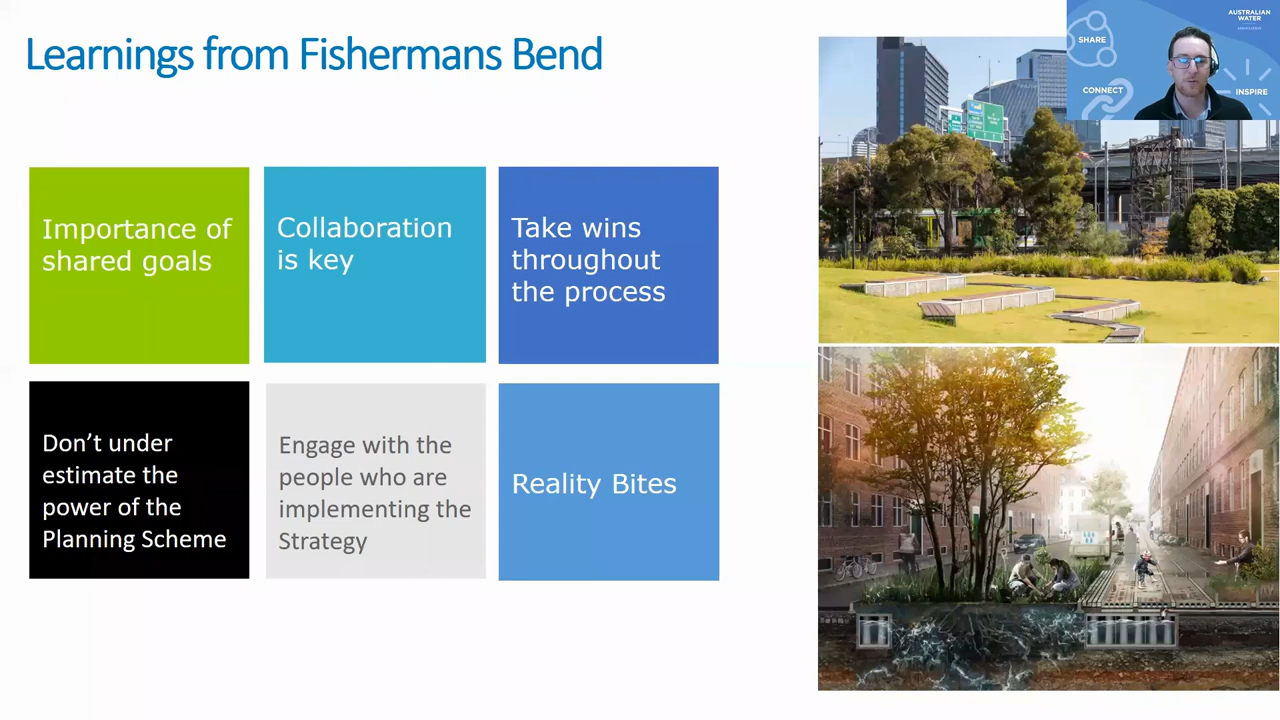 Learnings from Fishermans Bend
AUSTRALIAN
WATER
SHARE
CONNECT
INSPIRE
Importance of
shared goals
Collaboration
is key
Take wins
throughout
the process
Don’t under
estimate the
power of the
Planning Scheme
Engage with the
people who are
implementing the
Strategy
Reality Bites